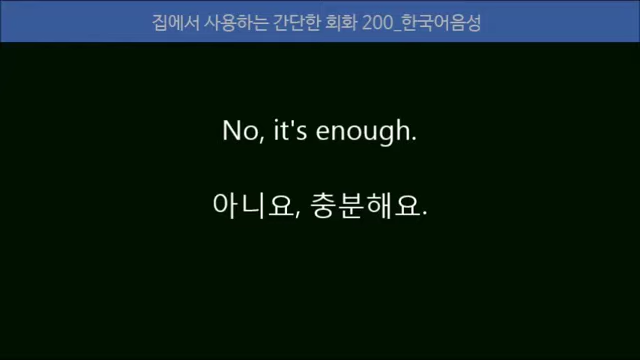 집에서 사용하는 간단한 회화 200_한국어음성
No, it's enough.
아니요, 충분해요.